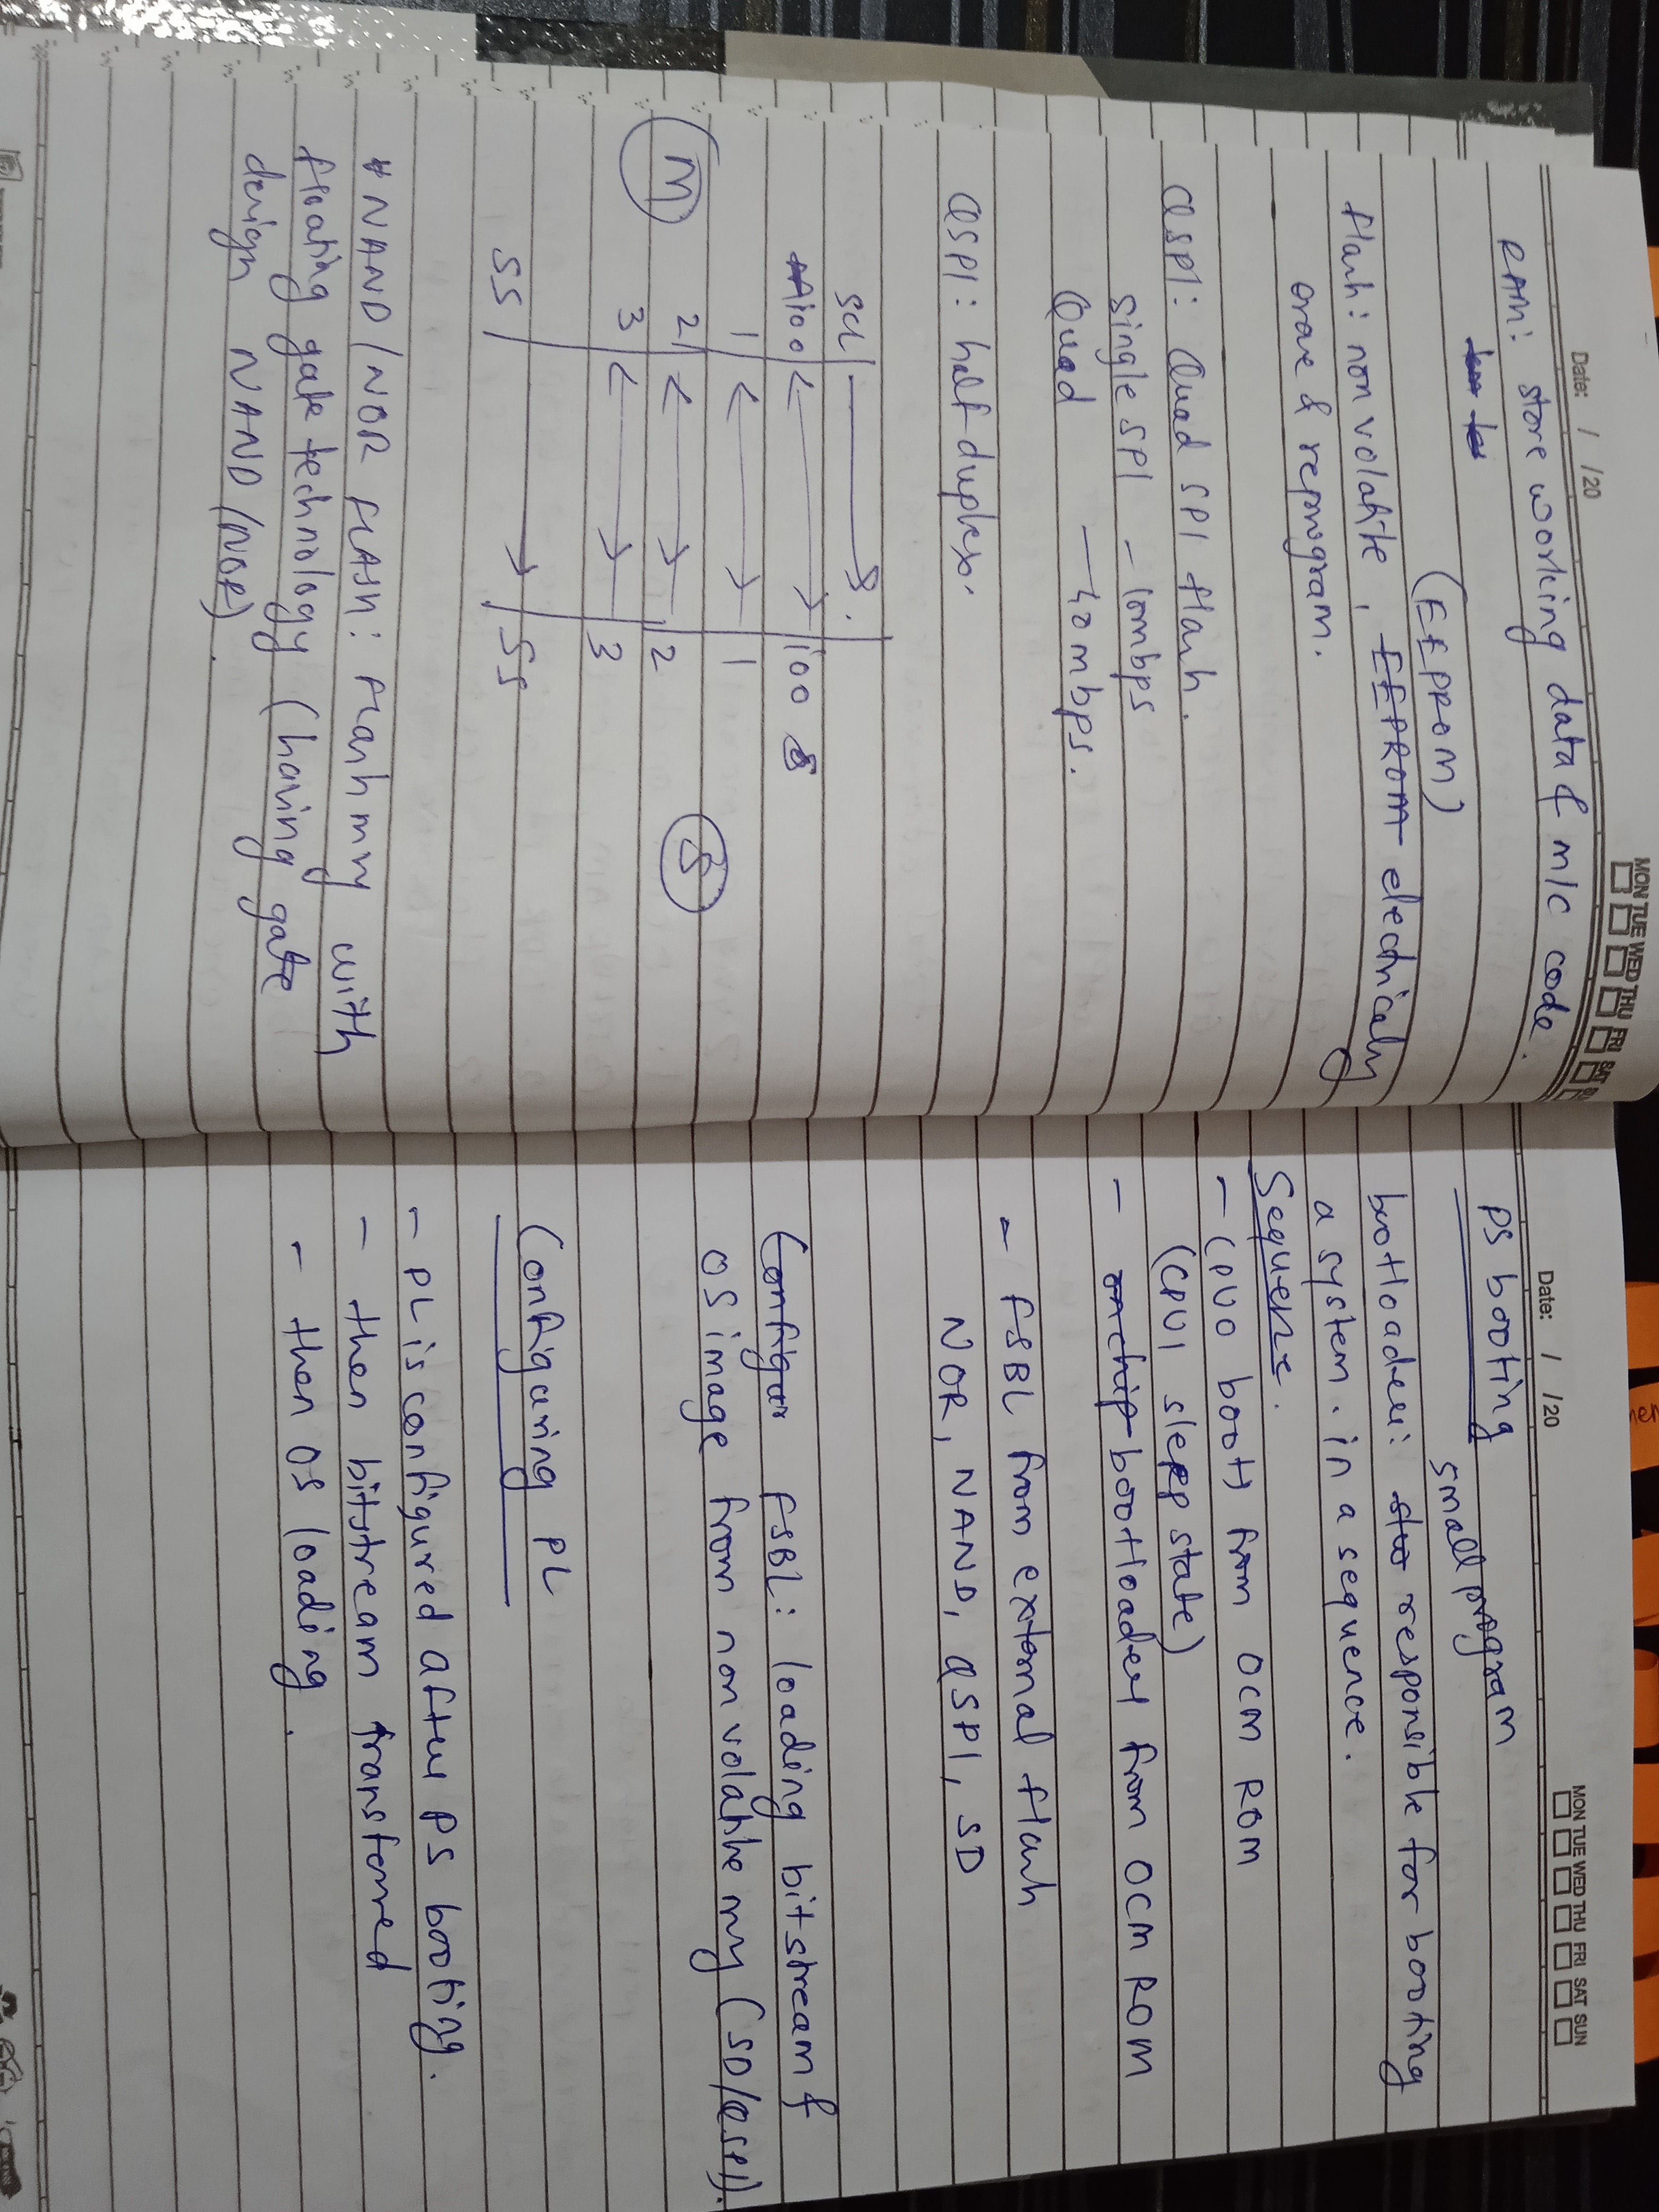 Date: / /20
MON TUE WED THU FRI SAT
RAM: store working data & m/c code.
(EEPROM)
flash: non volatile, EEPROM electrically
erase & reprogram.
QSPI: Quad SPI flash.
Single SPI - 10mbps
Quad - 40mbps.
QSPI: half duplex.
scl
io0 io0
1 1
M 2 2 S
3 3
SS SS
# NAND/NOR FLASH: Flash mry with
floating gate technology (having gate
design NAND/NOR).
Date: / /20
MON TUE WED THU FRI SAT SUN
PS booting
small program
bootloader: responsible for booting
a system. in a sequence.
Sequence.
- CPU0 boots from OCM ROM
(CPU1 sleep state)
- onchip bootloader from OCM ROM
- FSBL from external flash
NOR, NAND, QSPI, SD
Configur FSBL: loading bitstream &
OS image from non volatile mry (SD/QSPI).
Configuring PL
- PL is configured after PS booting.
- then bitstream transferred
- then OS loading.